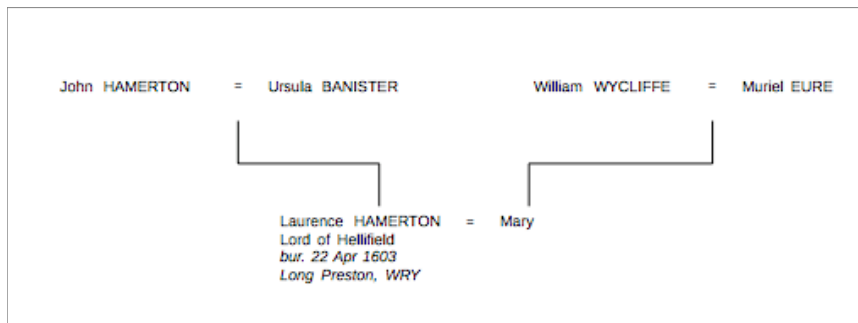 John HAMERTON = Ursula BANISTER William WYCLIFFE = Muriel EURE
Laurence HAMERTON = Mary
Lord of Hellifield
bur. 22 Apr 1603
Long Preston, WRY